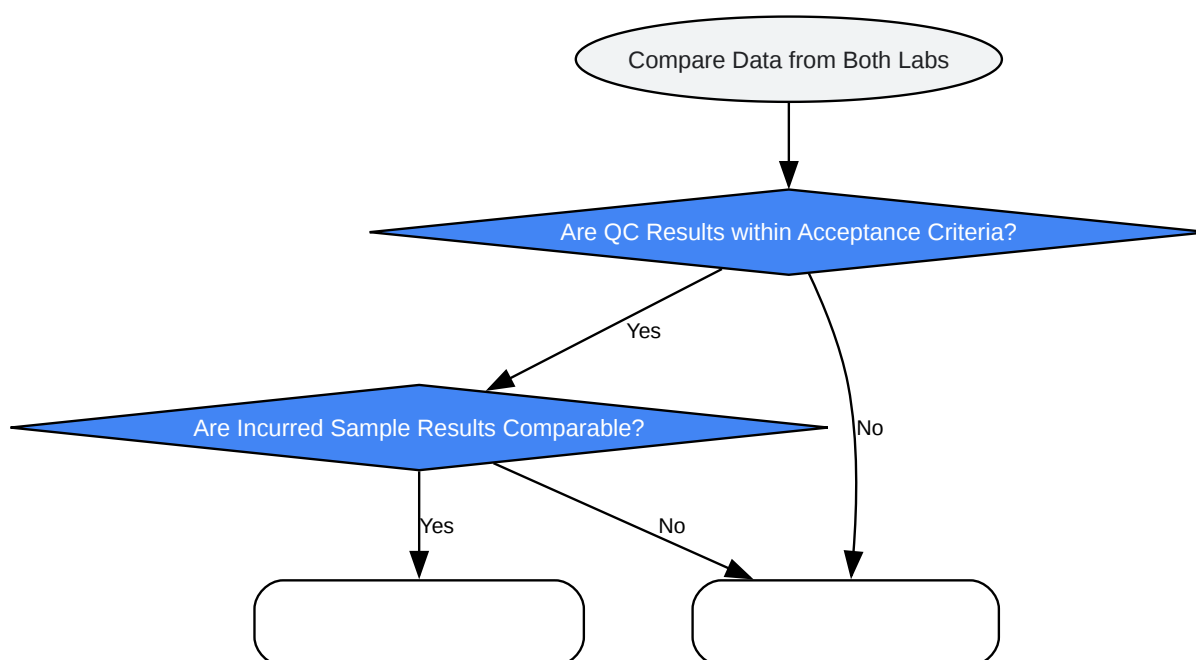 Compare Data from Both Labs
Are QC Results within Acceptance Criteria?
Yes
Are Incurred Sample Results Comparable?
No
Yes
No